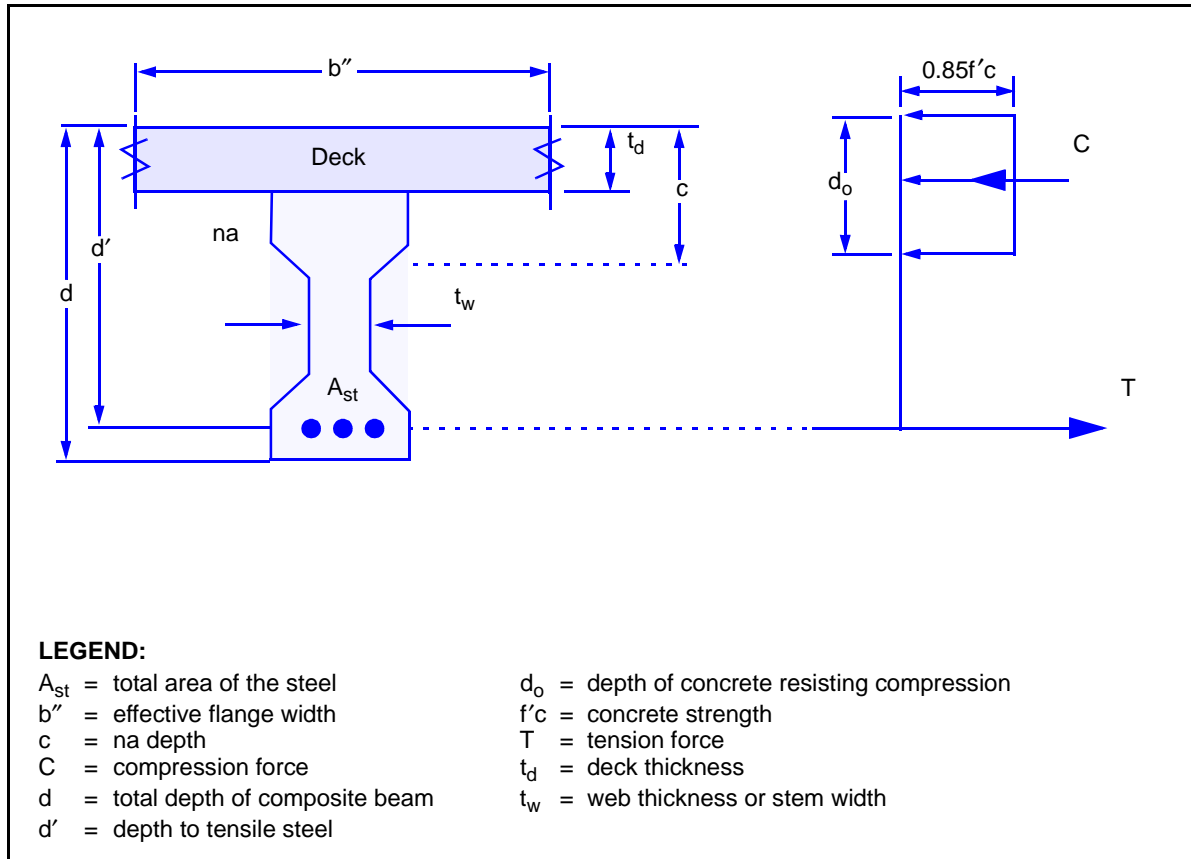 b″
0.85f′c
Deck
t_d
c
C
d_o
na
d′
d
t_w
A_st
T
LEGEND:
A_st = total area of the steel
b″ = effective flange width
c = na depth
C = compression force
d = total depth of composite beam
d′ = depth to tensile steel
d_o = depth of concrete resisting compression
f′c = concrete strength
T = tension force
t_d = deck thickness
t_w = web thickness or stem width